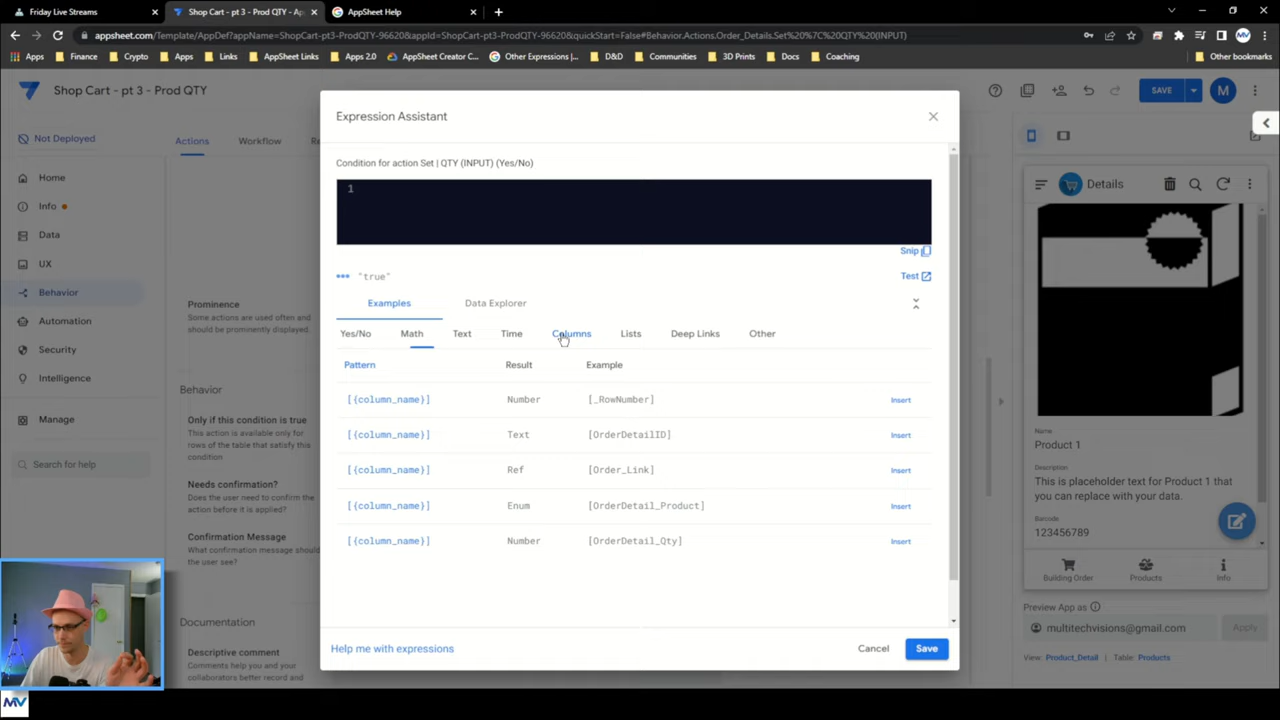 Friday Live Streams
Shop Cart - pt 3 - Prod QTY - Ap
AppSheet Help
appsheet.com/Template/AppDef?appName=ShopCart-pt3-ProdQTY-96620&appId=ShopCart-pt3-ProdQTY-96620&quickStart=False#Behavior.Actions.Order_Details.Set%20%7C%20QTY%20(INPUT)
Apps Finance Crypto Apps Links AppSheet Links Apps 2.0 AppSheet Creator C... Other Expressions |... D&D Communities 3D Prints Docs Coaching Other bookmarks
Shop Cart - pt 3 - Prod QTY
SAVE
M
Not Deployed
Home
Info
Data
UX
Behavior
Automation
Security
Intelligence
Manage
Search for help
Actions Workflow Re
Prominence
Some actions are used often and
should be prominently displayed.
Behavior
Only if this condition is true
This action is available only for
rows of the table that satisfy this
condition
Needs confirmation?
Does the user need to confirm the
action before it is applied?
Confirmation Message
What confirmation message should
the user see?
Documentation
Descriptive comment
Comments help you and your
collaborators better record and
Expression Assistant
Condition for action Set | QTY (INPUT) (Yes/No)
1
Snip
"true"
Test
Examples Data Explorer
Yes/No Math Text Time Columns Lists Deep Links Other
Pattern Result Example
[{column_name}] Number [_RowNumber] Insert
[{column_name}] Text [OrderDetailID] Insert
[{column_name}] Ref [Order_Link] Insert
[{column_name}] Enum [OrderDetail_Product] Insert
[{column_name}] Number [OrderDetail_Qty] Insert
Help me with expressions
Cancel
Save
Details
Name
Product 1
Description
This is placeholder text for Product 1 that
you can replace with your data.
Barcode
123456789
Building Order Products Info
Preview App as
multitechvisions@gmail.com
Apply
View: Product_Detail | Table: Products
MV